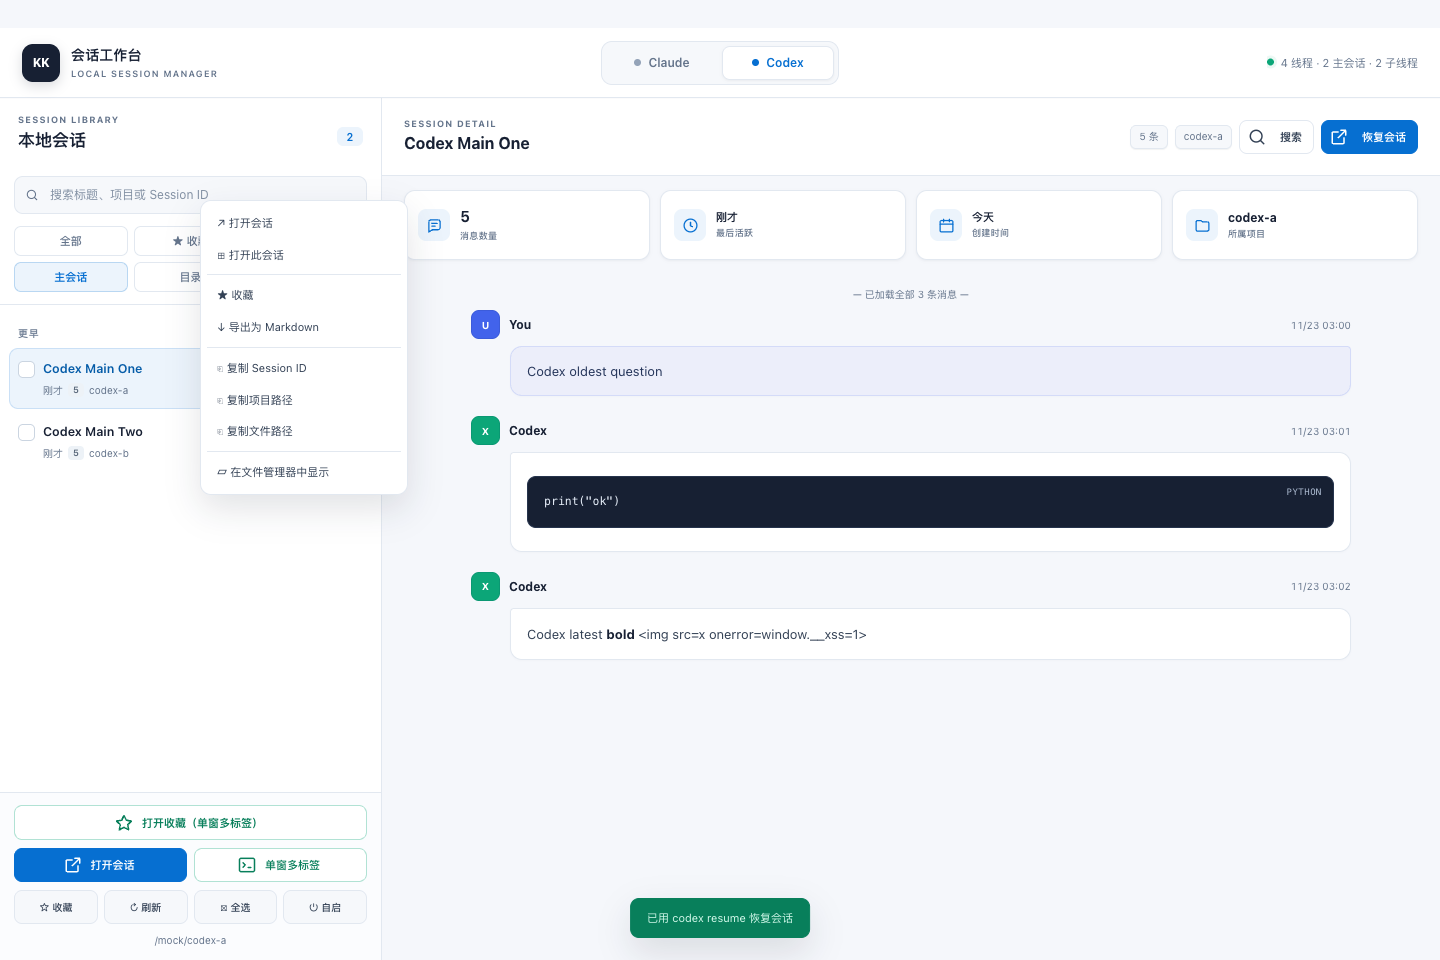 KK
会话工作台
LOCAL SESSION MANAGER
Claude
Codex
4 线程 · 2 主会话 · 2 子线程
SESSION LIBRARY
本地会话
2
搜索标题、项目或 Session ID
全部
★ 收
主会话
目录
更早
Codex Main One
刚才 5 codex-a
Codex Main Two
刚才 5 codex-b
↗ 打开会话
⊞ 打开此会话
★ 收藏
↓ 导出为 Markdown
复制 Session ID
复制项目路径
复制文件路径
▱ 在文件管理器中显示
SESSION DETAIL
Codex Main One
5 条
codex-a
搜索
恢复会话
5
消息数量
刚才
最后活跃
今天
创建时间
codex-a
所属项目
— 已加载全部 3 条消息 —
U
You
11/23 03:00
Codex oldest question
X
Codex
11/23 03:01
PYTHON
print("ok")
X
Codex
11/23 03:02
Codex latest bold <img src=x onerror=window.__xss=1>
打开收藏（单窗多标签）
打开会话
单窗多标签
☆ 收藏
↻ 刷新
⊠ 全选
⏻ 自启
/mock/codex-a
已用 codex resume 恢复会话